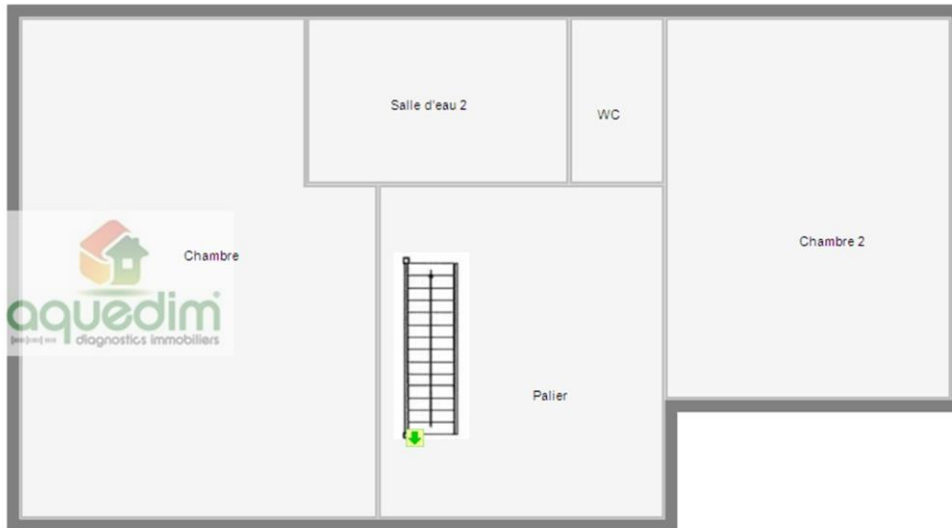 Salle d'eau 2
WC
Chambre
Chambre 2
aquedim
diagnostics immobiliers
Palier